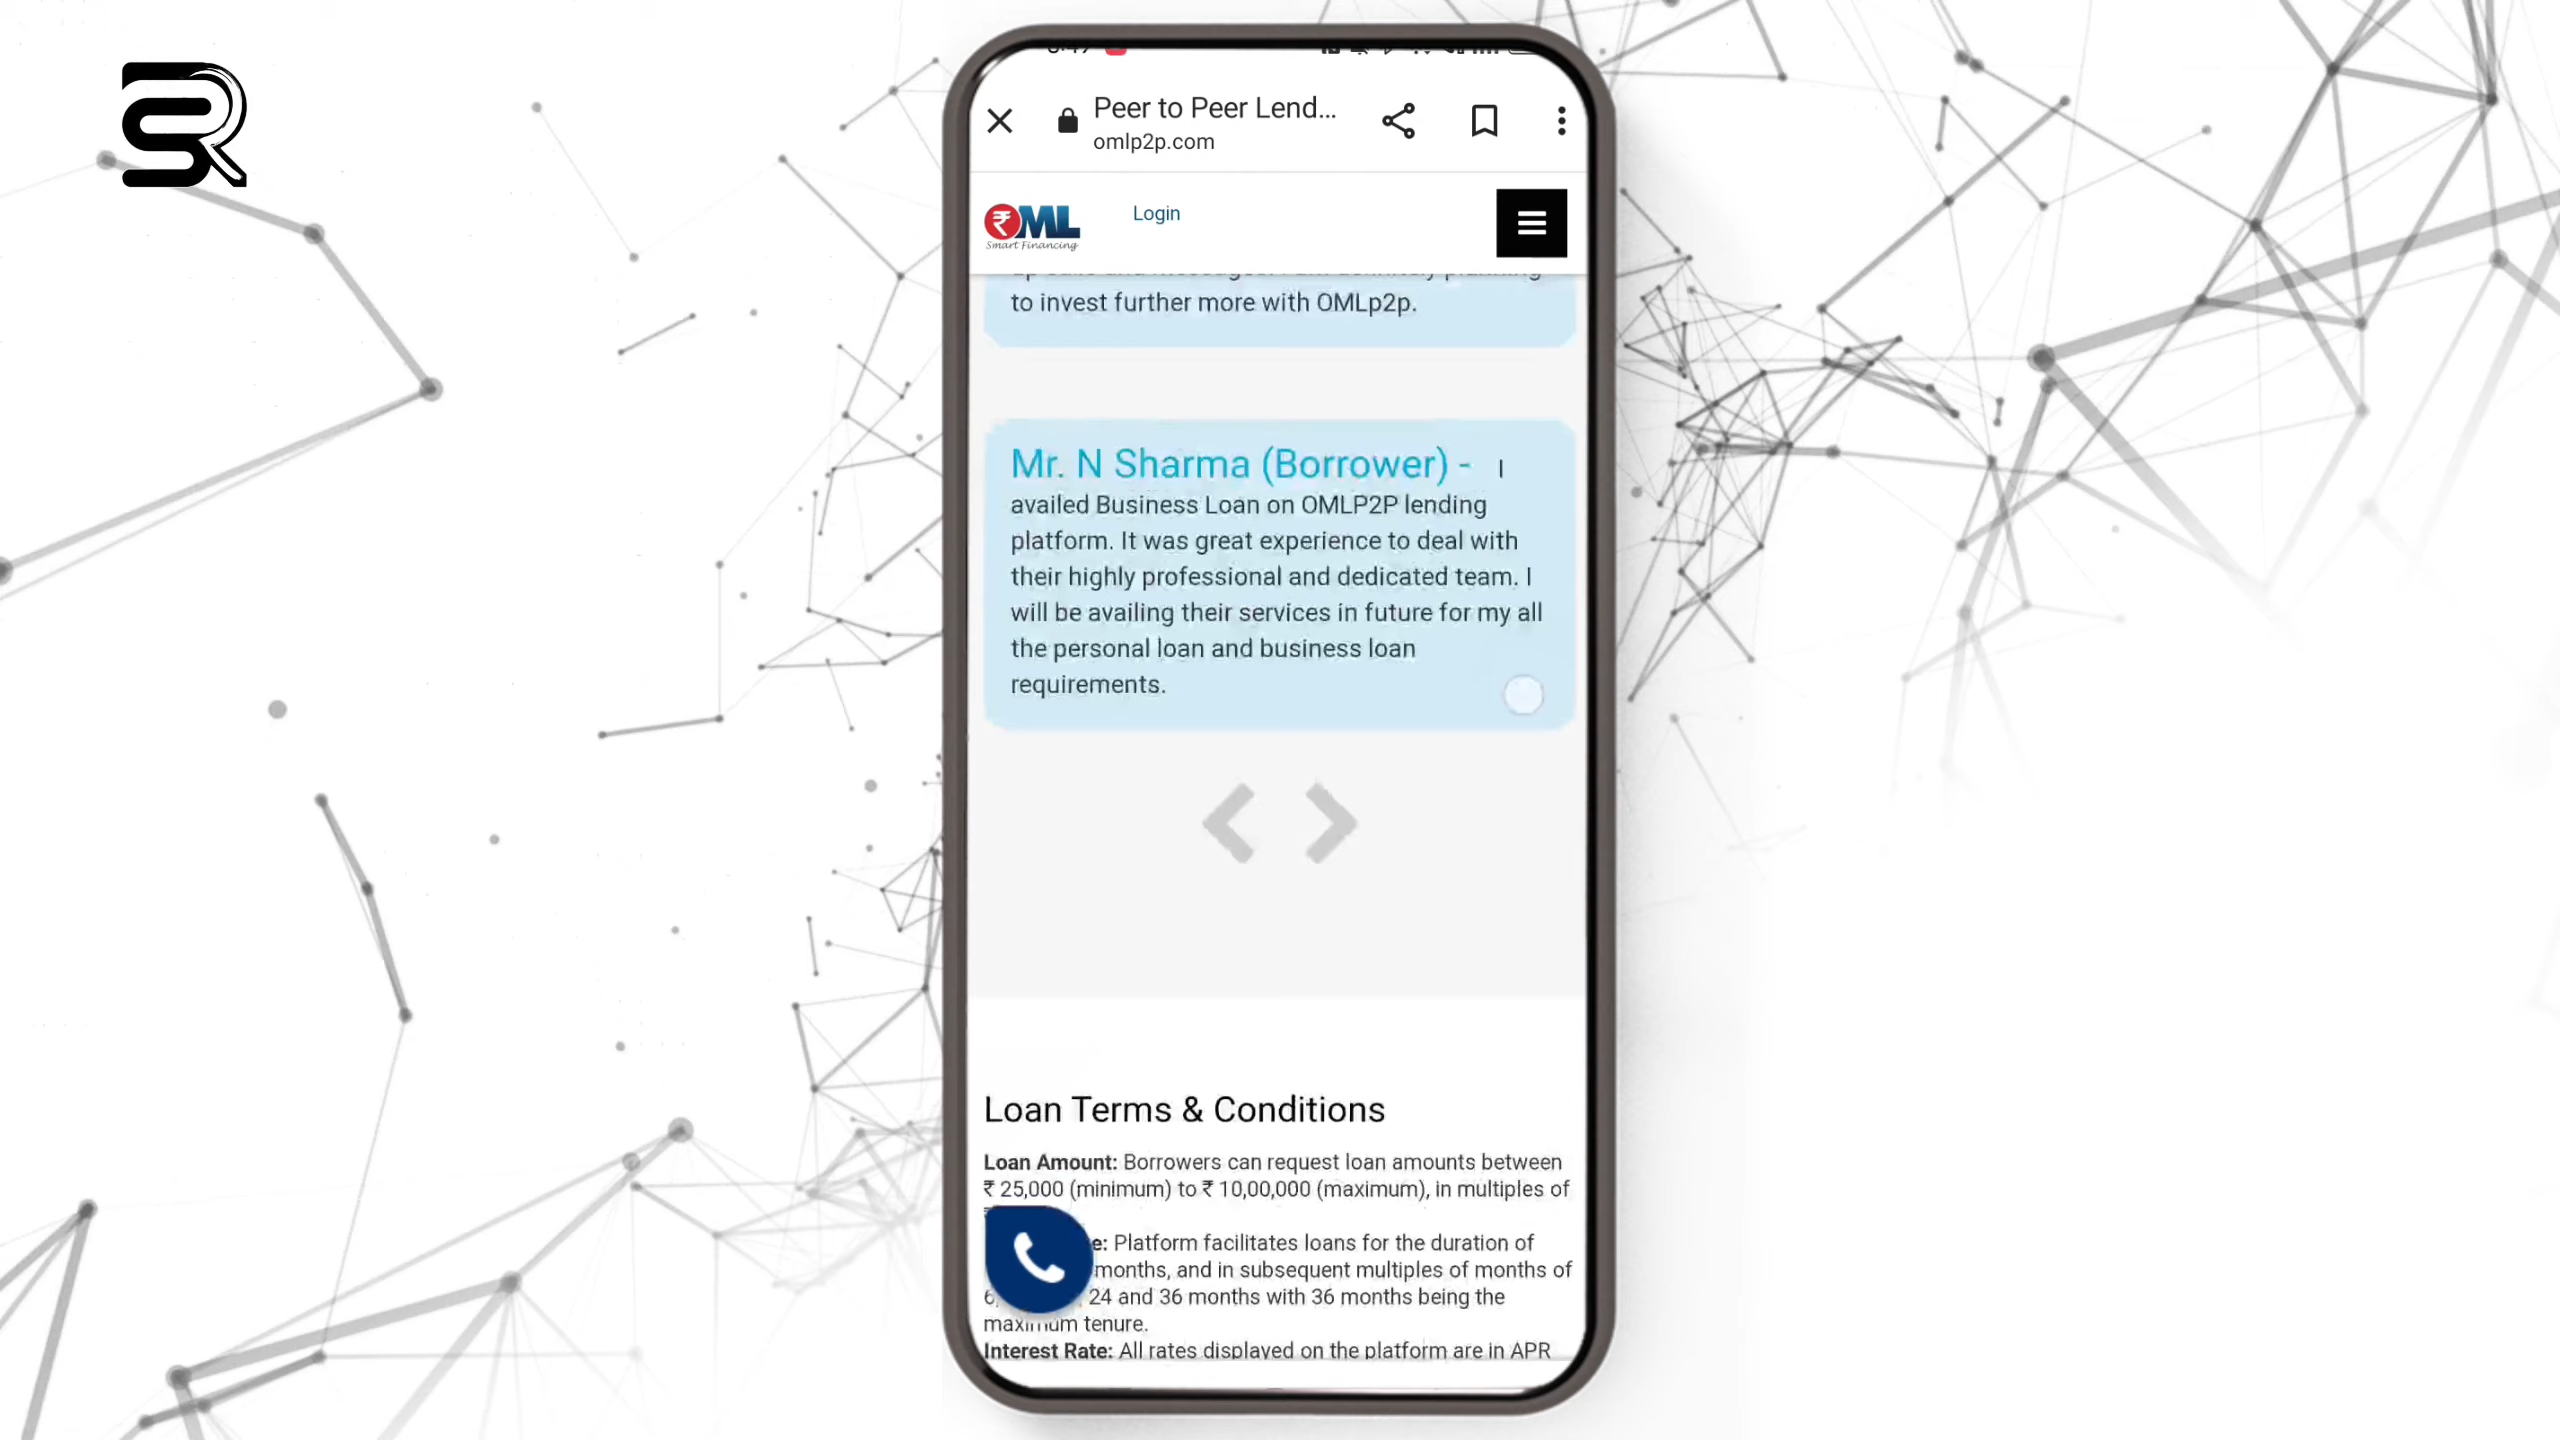 Peer to Peer Lend...
omlp2p.com
ML
Smart Financing
Login
to invest further more with OMLp2p.
Mr. N Sharma (Borrower) - I
availed Business Loan on OMLP2P lending
platform. It was great experience to deal with
their highly professional and dedicated team. I
will be availing their services in future for my all
the personal loan and business loan
requirements.
Loan Terms & Conditions
Loan Amount: Borrowers can request loan amounts between
₹ 25,000 (minimum) to ₹ 10,00,000 (maximum), in multiples of
Platform facilitates loans for the duration of
months, and in subsequent multiples of months of
24 and 36 months with 36 months being the
maximum tenure.
Interest Rate: All rates displayed on the platform are in APR